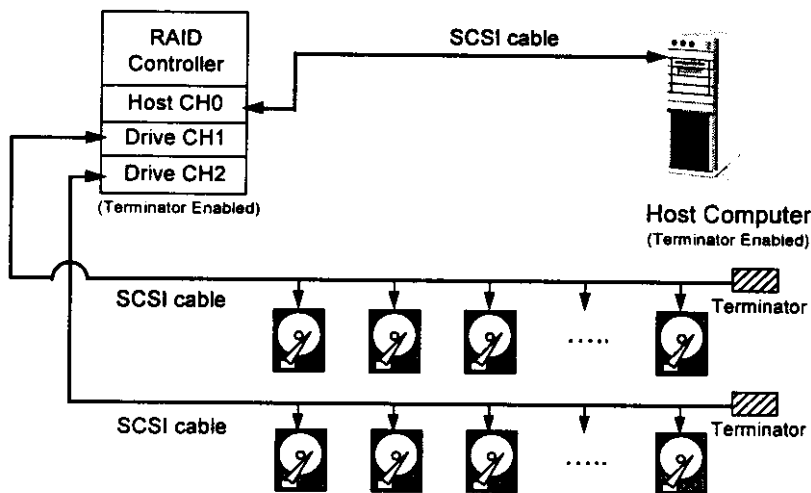 RAID
Controller
Host CH0
Drive CH1
Drive CH2
(Terminator Enabled)
SCSI cable
Host Computer
(Terminator Enabled)
SCSI cable
Terminator
.....
SCSI cable
Terminator
.....